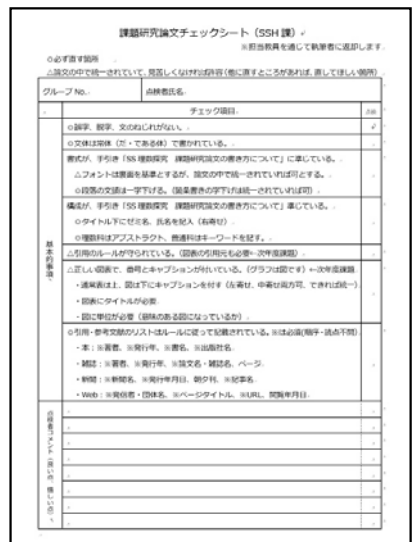 課題研究論文チェックシート（SSH 課）
※担当教員を通じて執筆者に返却します。
○必ず直す箇所
△論文の中で統一されていて、見苦しくなければ許容（他に直すところがあれば、直してほしい箇所）
グループ No.
点検者氏名
チェック項目
点検
基本的事項
○誤字、脱字、文のねじれがない。
✓
○文体は常体（だ・である体）で書かれている。
書式が、手引き「SS 理数探究　課題研究論文の書き方について」に準じている。
△フォントは書面を基準とするが、論文の中で統一されていれば可とする。
○段落の文頭は一字下げる。（箇条書きの字下げは統一されていれば可）
構成が、手引き「SS 理数探究　課題研究論文の書き方について」準じている。
○タイトル下にゼミ名、氏名を記入（右寄せ）
○理数科はアブストラクト、普通科はキーワードを記す。
△引用のルールが守られている。（図表の引用元も必要←次年度課題）
△正しい図表で、番号とキャプションが付いている。（グラフは図です）←次年度課題
・通常表は上、図は下にキャプションを付す（左寄せ、中寄せ両方可、できれば統一）
・図表にタイトルが必要
・図に単位が必要（意味のある図になっているか）
○引用・参考文献のリストはルールに従って記載されている。※は必須(順序・読点不問)
・本：※著者、※発行年、※書名、※出版社名
・雑誌：※著者、※発行年、※論文名・雑誌名、ページ
・新聞：※新聞名、※発行年月日、朝夕刊、※記事名
・Web：※発信者・団体名、※ページタイトル、※URL、閲覧年月日
点検者コメント（良い点、惜しい点）